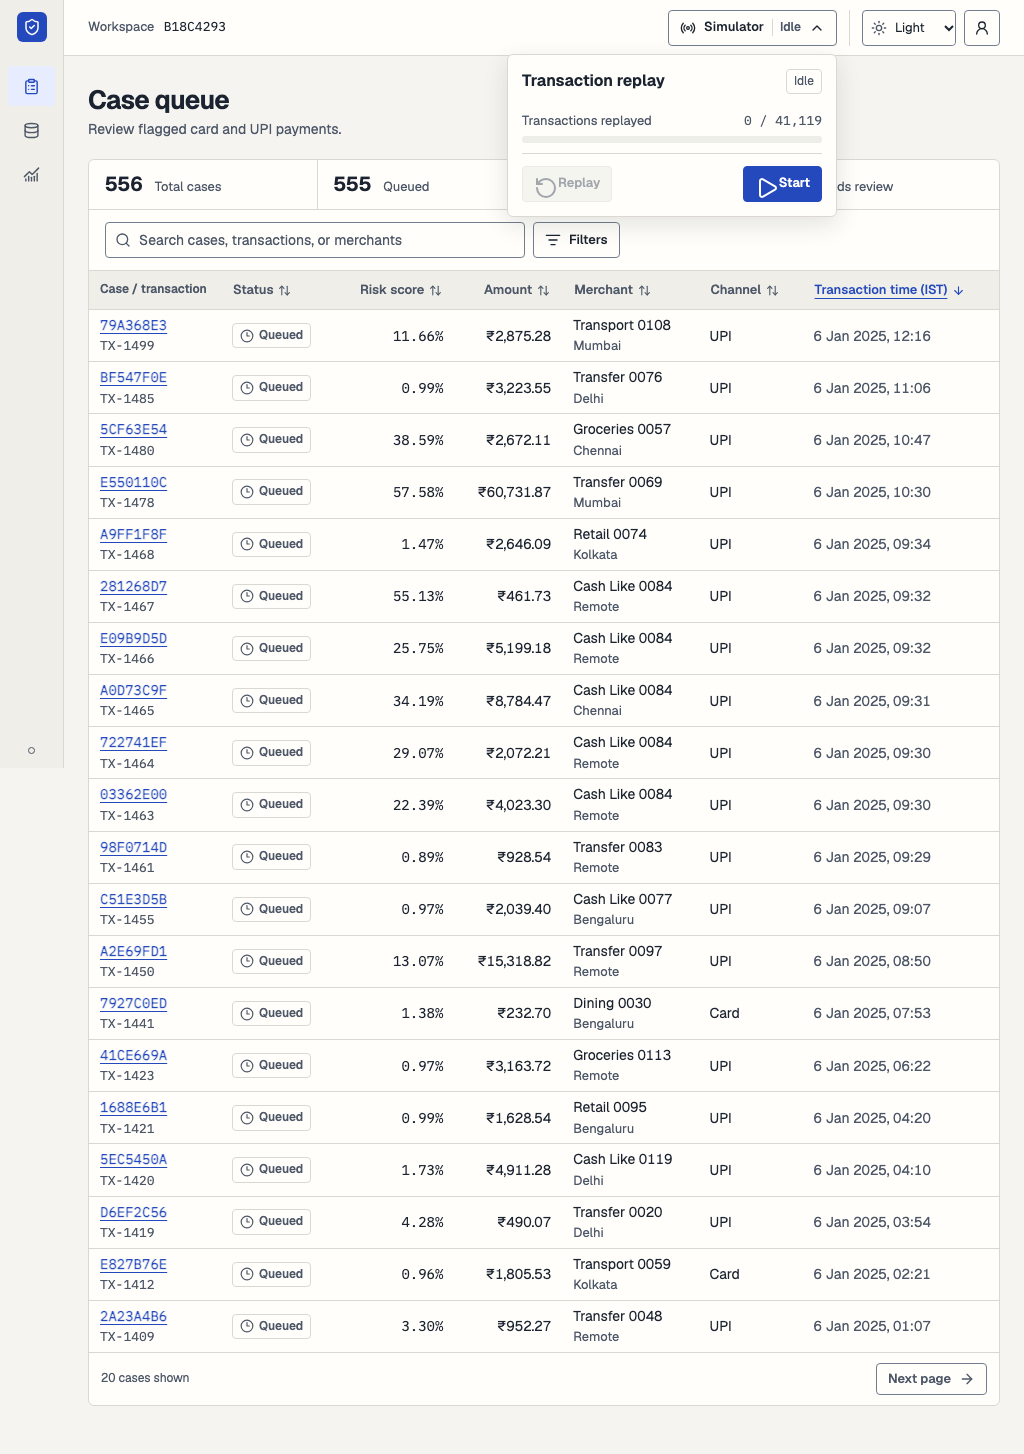 Workspace B18C4293
Simulator Idle
Light
Transaction replay Idle
Transactions replayed 0 / 41,119
Replay Start
Case queue
Review flagged card and UPI payments.
556 Total cases 555 Queued ds review
Search cases, transactions, or merchants Filters
Case / transaction Status Risk score Amount Merchant Channel Transaction time (IST)
79A368E3 Queued 11.66% ₹2,875.28 Transport 0108 UPI 6 Jan 2025, 12:16
TX-1499 Mumbai
BF547F0E Queued 0.99% ₹3,223.55 Transfer 0076 UPI 6 Jan 2025, 11:06
TX-1485 Delhi
5CF63E54 Queued 38.59% ₹2,672.11 Groceries 0057 UPI 6 Jan 2025, 10:47
TX-1480 Chennai
E550110C Queued 57.58% ₹60,731.87 Transfer 0069 UPI 6 Jan 2025, 10:30
TX-1478 Mumbai
A9FF1F8F Queued 1.47% ₹2,646.09 Retail 0074 UPI 6 Jan 2025, 09:34
TX-1468 Kolkata
281268D7 Queued 55.13% ₹461.73 Cash Like 0084 UPI 6 Jan 2025, 09:32
TX-1467 Remote
E09B9D5D Queued 25.75% ₹5,199.18 Cash Like 0084 UPI 6 Jan 2025, 09:32
TX-1466 Remote
A0D73C9F Queued 34.19% ₹8,784.47 Cash Like 0084 UPI 6 Jan 2025, 09:31
TX-1465 Chennai
722741EF Queued 29.07% ₹2,072.21 Cash Like 0084 UPI 6 Jan 2025, 09:30
TX-1464 Remote
03362E00 Queued 22.39% ₹4,023.30 Cash Like 0084 UPI 6 Jan 2025, 09:30
TX-1463 Remote
98F0714D Queued 0.89% ₹928.54 Transfer 0083 UPI 6 Jan 2025, 09:29
TX-1461 Remote
C51E3D5B Queued 0.97% ₹2,039.40 Cash Like 0077 UPI 6 Jan 2025, 09:07
TX-1455 Bengaluru
A2E69FD1 Queued 13.07% ₹15,318.82 Transfer 0097 UPI 6 Jan 2025, 08:50
TX-1450 Remote
7927C0ED Queued 1.38% ₹232.70 Dining 0030 Card 6 Jan 2025, 07:53
TX-1441 Bengaluru
41CE669A Queued 0.97% ₹3,163.72 Groceries 0113 UPI 6 Jan 2025, 06:22
TX-1423 Remote
1688E6B1 Queued 0.99% ₹1,628.54 Retail 0095 UPI 6 Jan 2025, 04:20
TX-1421 Bengaluru
5EC5450A Queued 1.73% ₹4,911.28 Cash Like 0119 UPI 6 Jan 2025, 04:10
TX-1420 Delhi
D6EF2C56 Queued 4.28% ₹490.07 Transfer 0020 UPI 6 Jan 2025, 03:54
TX-1419 Delhi
E827B76E Queued 0.96% ₹1,805.53 Transport 0059 Card 6 Jan 2025, 02:21
TX-1412 Kolkata
2A23A4B6 Queued 3.30% ₹952.27 Transfer 0048 UPI 6 Jan 2025, 01:07
TX-1409 Remote
20 cases shown Next page